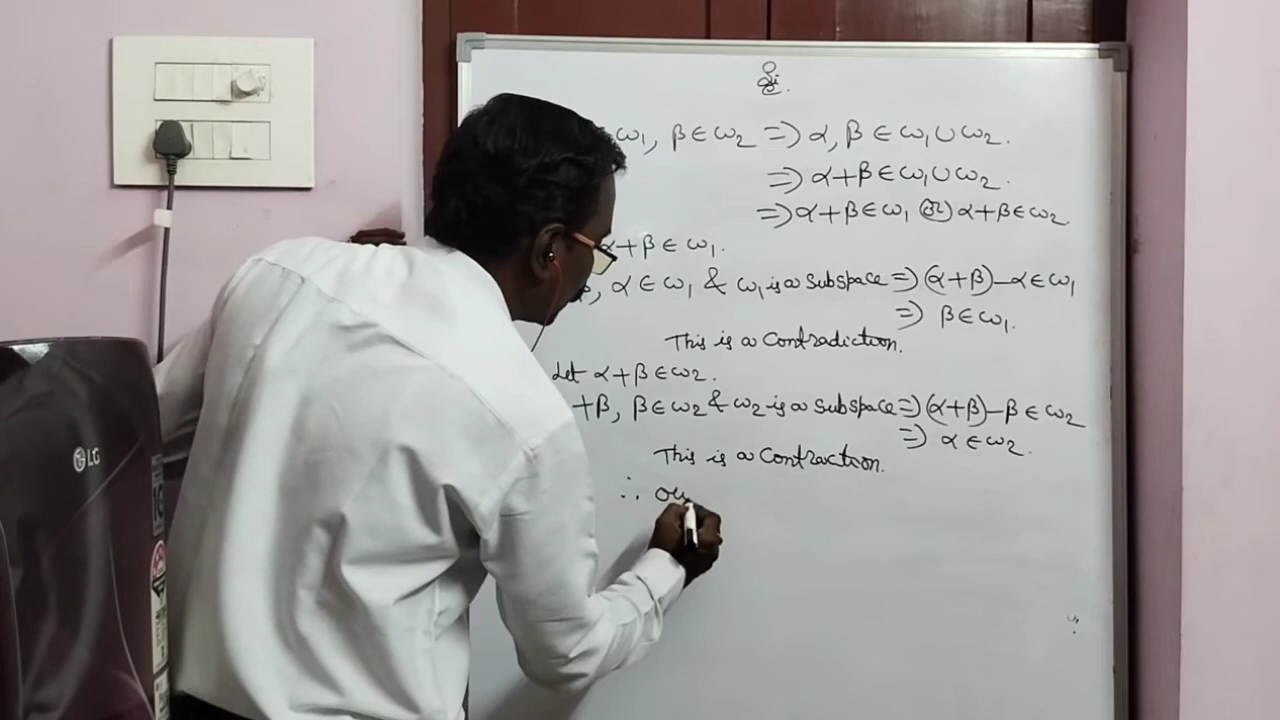 ω₁, β ∈ ω₂ ⇒ α, β ∈ ω₁ ∪ ω₂.
⇒ α+β ∈ ω₁ ∪ ω₂.
⇒ α+β ∈ ω₁ (or) α+β ∈ ω₂
α+β ∈ ω₁.
β, α ∈ ω₁ & ω₁ is a subspace ⇒ (α+β)-α ∈ ω₁
⇒ β ∈ ω₁.
This is a Contradiction.
Let α+β ∈ ω₂.
+β, β ∈ ω₂ & ω₂ is a subspace ⇒ (α+β)-β ∈ ω₂
⇒ α ∈ ω₂.
This is a Contraction.
∴ ou
LG